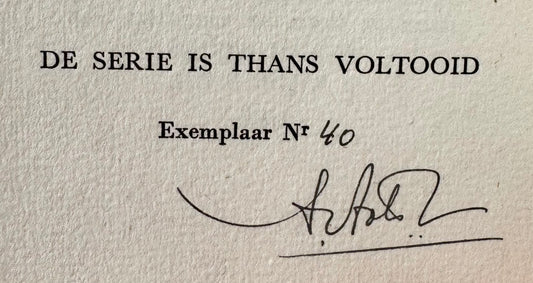 DE SERIE IS THANS VOLTOOID
Exemplaar Nr 40